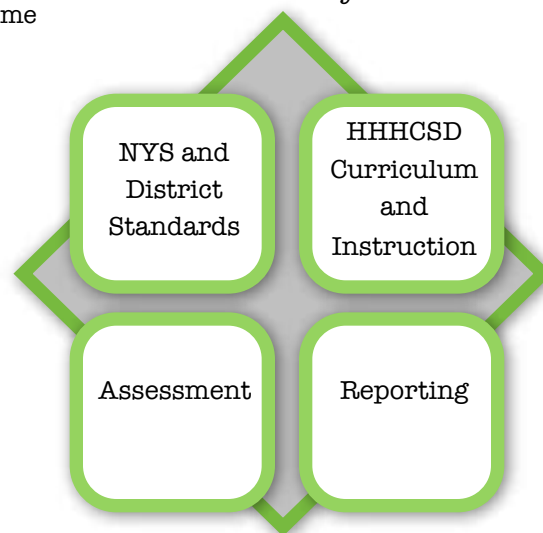 me
NYS and
District
Standards
HHHCSD
Curriculum
and
Instruction
Assessment
Reporting